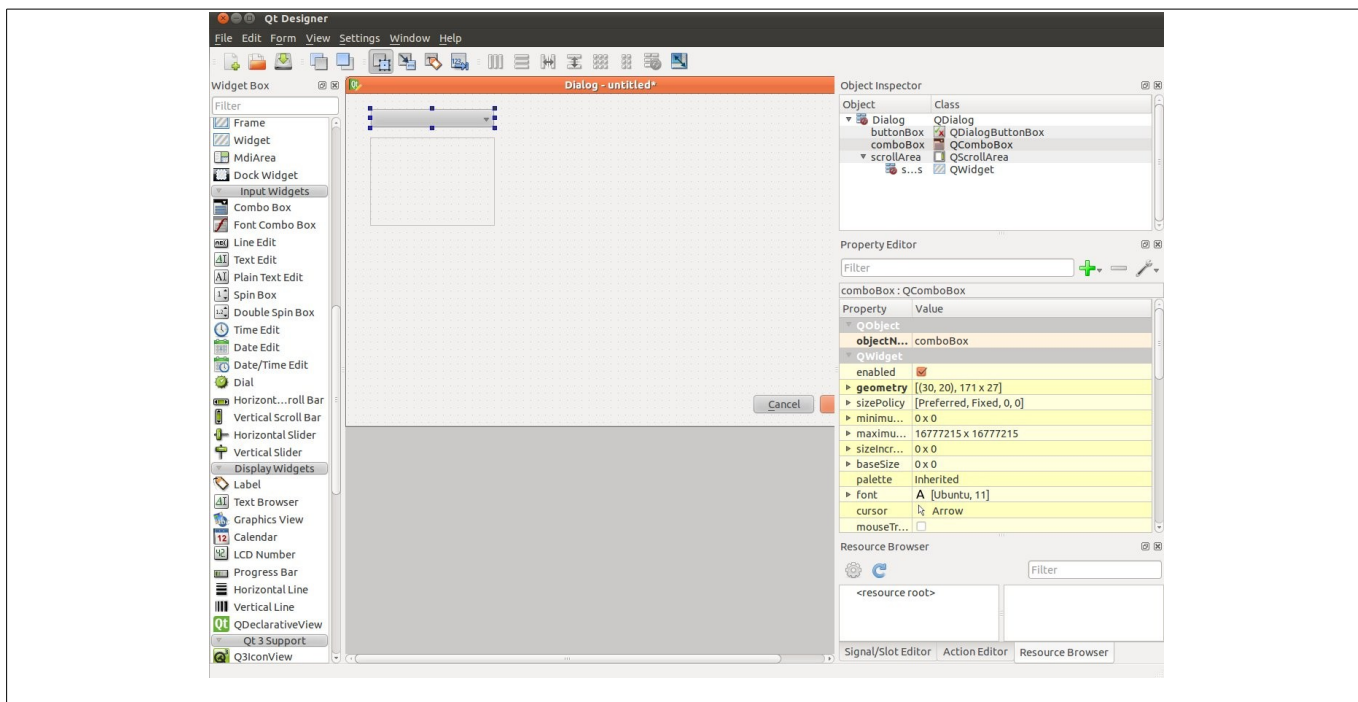 Qt Designer
File Edit Form View Settings Window Help
Widget Box
Filter
Frame
Widget
MdiArea
Dock Widget
Input Widgets
Combo Box
Font Combo Box
Line Edit
Text Edit
Plain Text Edit
Spin Box
Double Spin Box
Time Edit
Date Edit
Date/Time Edit
Dial
Horizont...roll Bar
Vertical Scroll Bar
Horizontal Slider
Vertical Slider
Display Widgets
Label
Text Browser
Graphics View
Calendar
LCD Number
Progress Bar
Horizontal Line
Vertical Line
QDeclarativeView
Qt 3 Support
Q3IconView
Dialog - untitled*
Cancel
Object Inspector
Object Class
Dialog QDialog
buttonBox QDialogButtonBox
comboBox QComboBox
scrollArea QScrollArea
s...s QWidget
Property Editor
Filter
comboBox : QComboBox
Property Value
QObject
objectN... comboBox
QWidget
enabled
geometry [(30, 20), 171 x 27]
sizePolicy [Preferred, Fixed, 0, 0]
minimu... 0 x 0
maximu... 16777215 x 16777215
sizeIncr... 0 x 0
baseSize 0 x 0
palette Inherited
font A [Ubuntu, 11]
cursor Arrow
mouseTr...
Resource Browser
Filter
<resource root>
Signal/Slot Editor Action Editor Resource Browser